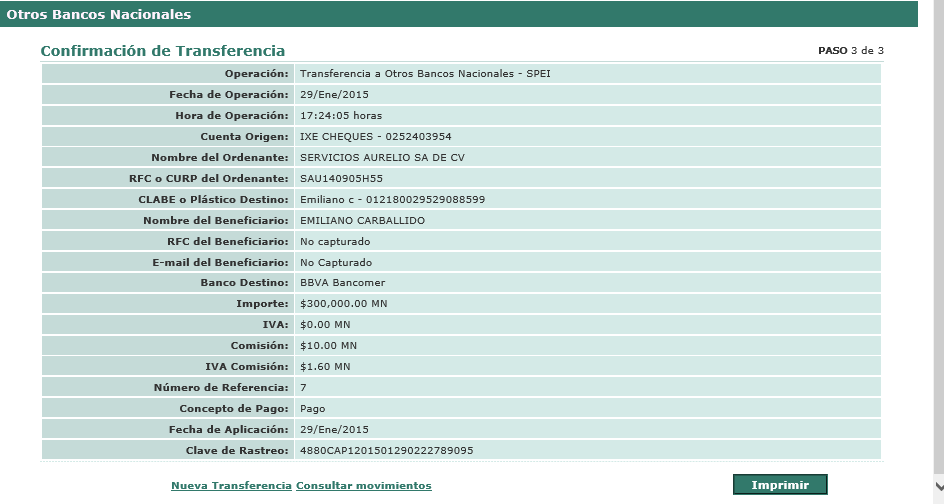 Otros Bancos Nacionales
Confirmación de Transferencia PASO 3 de 3
Operación: Transferencia a Otros Bancos Nacionales - SPEI
Fecha de Operación: 29/Ene/2015
Hora de Operación: 17:24:05 horas
Cuenta Origen: IXE CHEQUES - 0252403954
Nombre del Ordenante: SERVICIOS AURELIO SA DE CV
RFC o CURP del Ordenante: SAU140905H55
CLABE o Plástico Destino: Emiliano c - 012180029529088599
Nombre del Beneficiario: EMILIANO CARBALLIDO
RFC del Beneficiario: No capturado
E-mail del Beneficiario: No Capturado
Banco Destino: BBVA Bancomer
Importe: $300,000.00 MN
IVA: $0.00 MN
Comisión: $10.00 MN
IVA Comisión: $1.60 MN
Número de Referencia: 7
Concepto de Pago: Pago
Fecha de Aplicación: 29/Ene/2015
Clave de Rastreo: 4880CAP1201501290222789095
Nueva Transferencia Consultar movimientos Imprimir